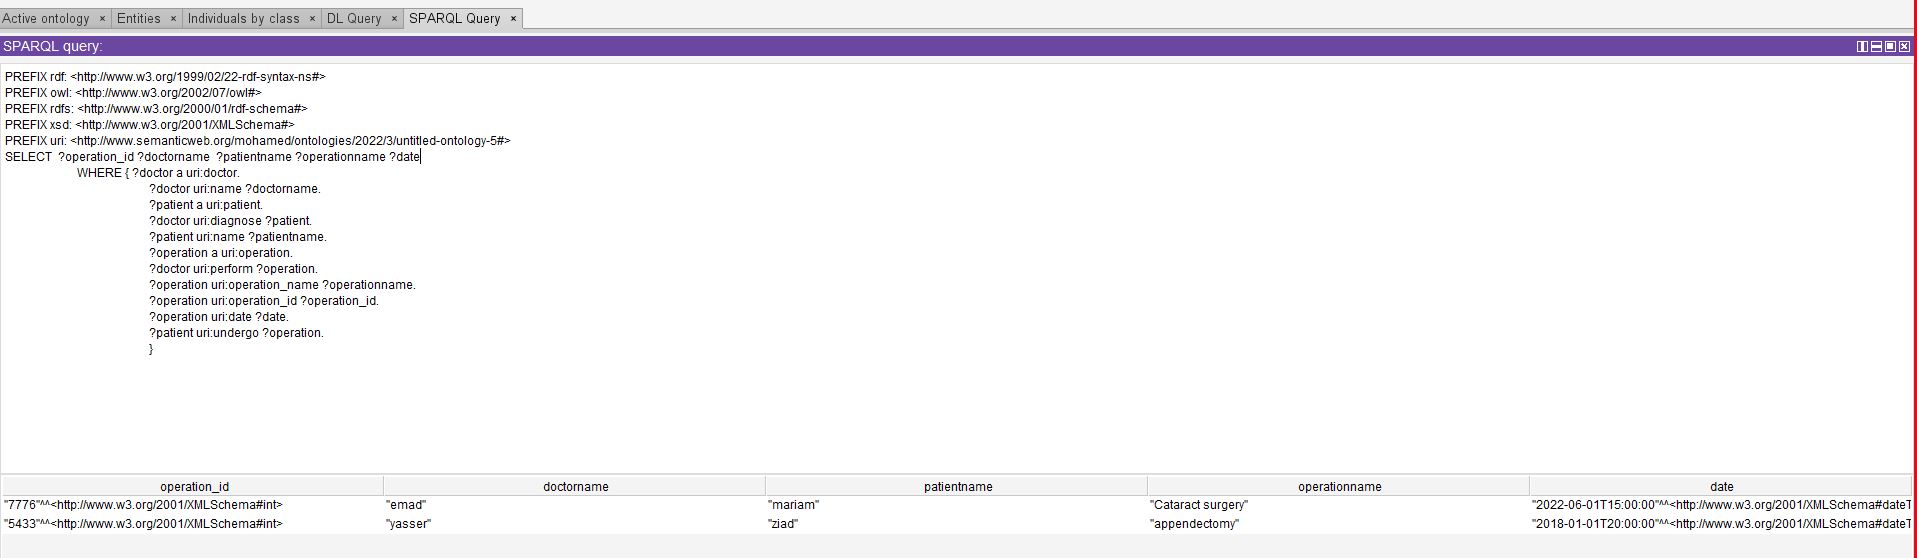 Active ontology × Entities × Individuals by class × DL Query × SPARQL Query ×
SPARQL query:
PREFIX rdf: <http://www.w3.org/1999/02/22-rdf-syntax-ns#>
PREFIX owl: <http://www.w3.org/2002/07/owl#>
PREFIX rdfs: <http://www.w3.org/2000/01/rdf-schema#>
PREFIX xsd: <http://www.w3.org/2001/XMLSchema#>
PREFIX uri: <http://www.semanticweb.org/mohamed/ontologies/2022/3/untitled-ontology-5#>
SELECT ?operation_id ?doctorname ?patientname ?operationname ?date
WHERE { ?doctor a uri:doctor.
?doctor uri:name ?doctorname.
?patient a uri:patient.
?doctor uri:diagnose ?patient.
?patient uri:name ?patientname.
?operation a uri:operation.
?doctor uri:perform ?operation.
?operation uri:operation_name ?operationname.
?operation uri:operation_id ?operation_id.
?operation uri:date ?date.
?patient uri:undergo ?operation.
}
operation_id doctorname patientname operationname date
"7776"^^<http://www.w3.org/2001/XMLSchema#int> "emad" "mariam" "Cataract surgery" "2022-06-01T15:00:00"^^<http://www.w3.org/2001/XMLSchema#dateT
"5433"^^<http://www.w3.org/2001/XMLSchema#int> "yasser" "ziad" "appendectomy" "2018-01-01T20:00:00"^^<http://www.w3.org/2001/XMLSchema#dateT